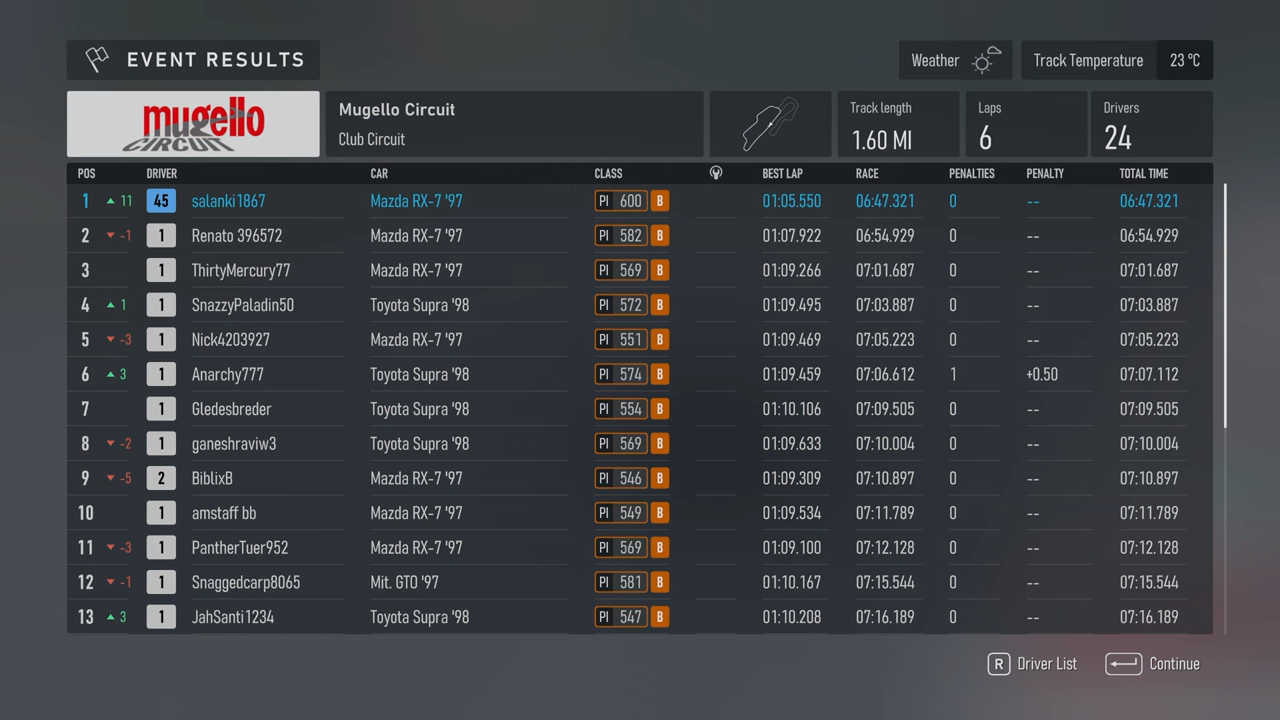 EVENT RESULTS
Weather
Track Temperature 23 ºC
mugello
CIRCUIT
Mugello Circuit
Club Circuit
Track length
1.60 MI
Laps
6
Drivers
24
POS DRIVER CAR CLASS BEST LAP RACE PENALTIES PENALTY TOTAL TIME
1 11 45 salanki1867 Mazda RX-7 '97 PI 600 B 01:05.550 06:47.321 0 -- 06:47.321
2 -1 1 Renato 396572 Mazda RX-7 '97 PI 582 B 01:07.922 06:54.929 0 -- 06:54.929
3 1 ThirtyMercury77 Mazda RX-7 '97 PI 569 B 01:09.266 07:01.687 0 -- 07:01.687
4 1 1 SnazzyPaladin50 Toyota Supra '98 PI 572 B 01:09.495 07:03.887 0 -- 07:03.887
5 -3 1 Nick4203927 Mazda RX-7 '97 PI 551 B 01:09.469 07:05.223 0 -- 07:05.223
6 3 1 Anarchy777 Toyota Supra '98 PI 574 B 01:09.459 07:06.612 1 +0.50 07:07.112
7 1 Gledesbreder Toyota Supra '98 PI 554 B 01:10.106 07:09.505 0 -- 07:09.505
8 -2 1 ganeshraviw3 Toyota Supra '98 PI 569 B 01:09.633 07:10.004 0 -- 07:10.004
9 -5 2 BiblixB Mazda RX-7 '97 PI 546 B 01:09.309 07:10.897 0 -- 07:10.897
10 1 amstaff bb Mazda RX-7 '97 PI 549 B 01:09.534 07:11.789 0 -- 07:11.789
11 -3 1 PantherTuer952 Mazda RX-7 '97 PI 569 B 01:09.100 07:12.128 0 -- 07:12.128
12 -1 1 Snaggedcarp8065 Mit. GTO '97 PI 581 B 01:10.167 07:15.544 0 -- 07:15.544
13 3 1 JahSanti1234 Toyota Supra '98 PI 547 B 01:10.208 07:16.189 0 -- 07:16.189
R Driver List Continue